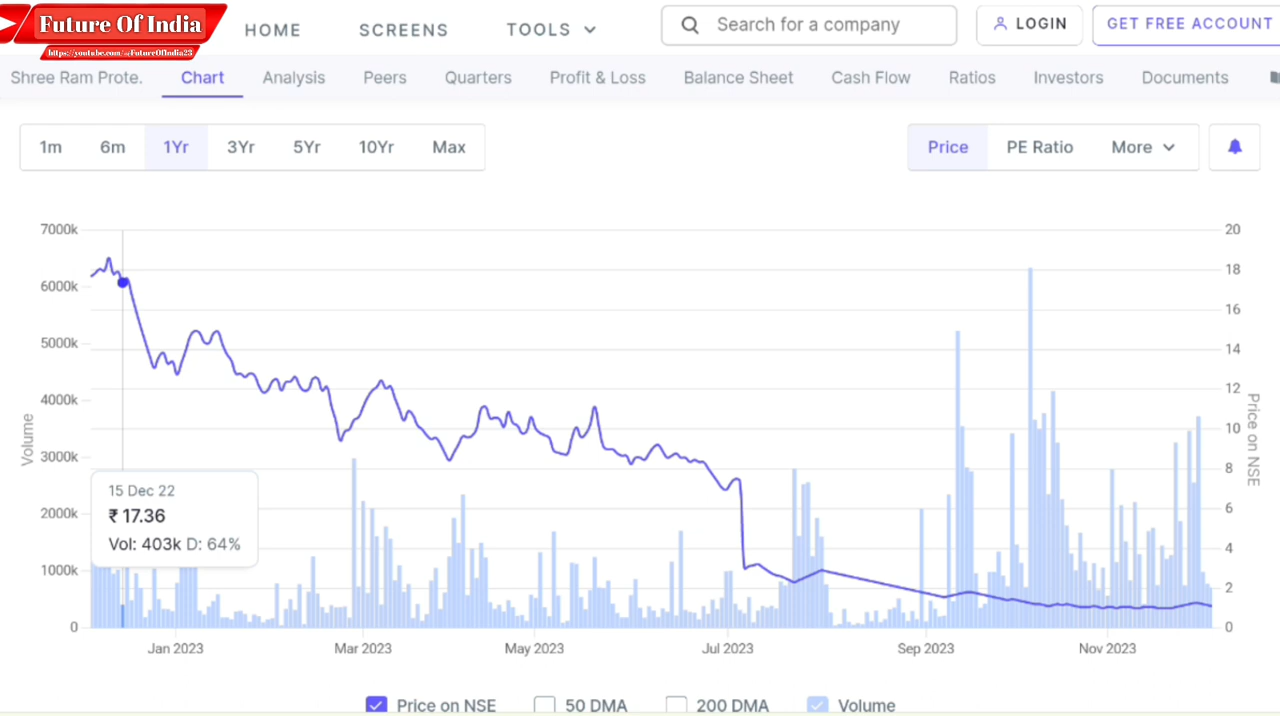 Future Of India
https://youtube.com/@FutureOfIndia23
HOME SCREENS TOOLS Search for a company LOGIN GET FREE ACCOUNT
Shree Ram Prote. Chart Analysis Peers Quarters Profit & Loss Balance Sheet Cash Flow Ratios Investors Documents
1m 6m 1Yr 3Yr 5Yr 10Yr Max Price PE Ratio More
7000k 20
6000k 18
16
5000k 14
4000k 12
10
3000k 8
2000k 6
4
1000k 2
0 0
Volume
Price on NSE
15 Dec 22
₹ 17.36
Vol: 403k D: 64%
Jan 2023 Mar 2023 May 2023 Jul 2023 Sep 2023 Nov 2023
Price on NSE 50 DMA 200 DMA Volume